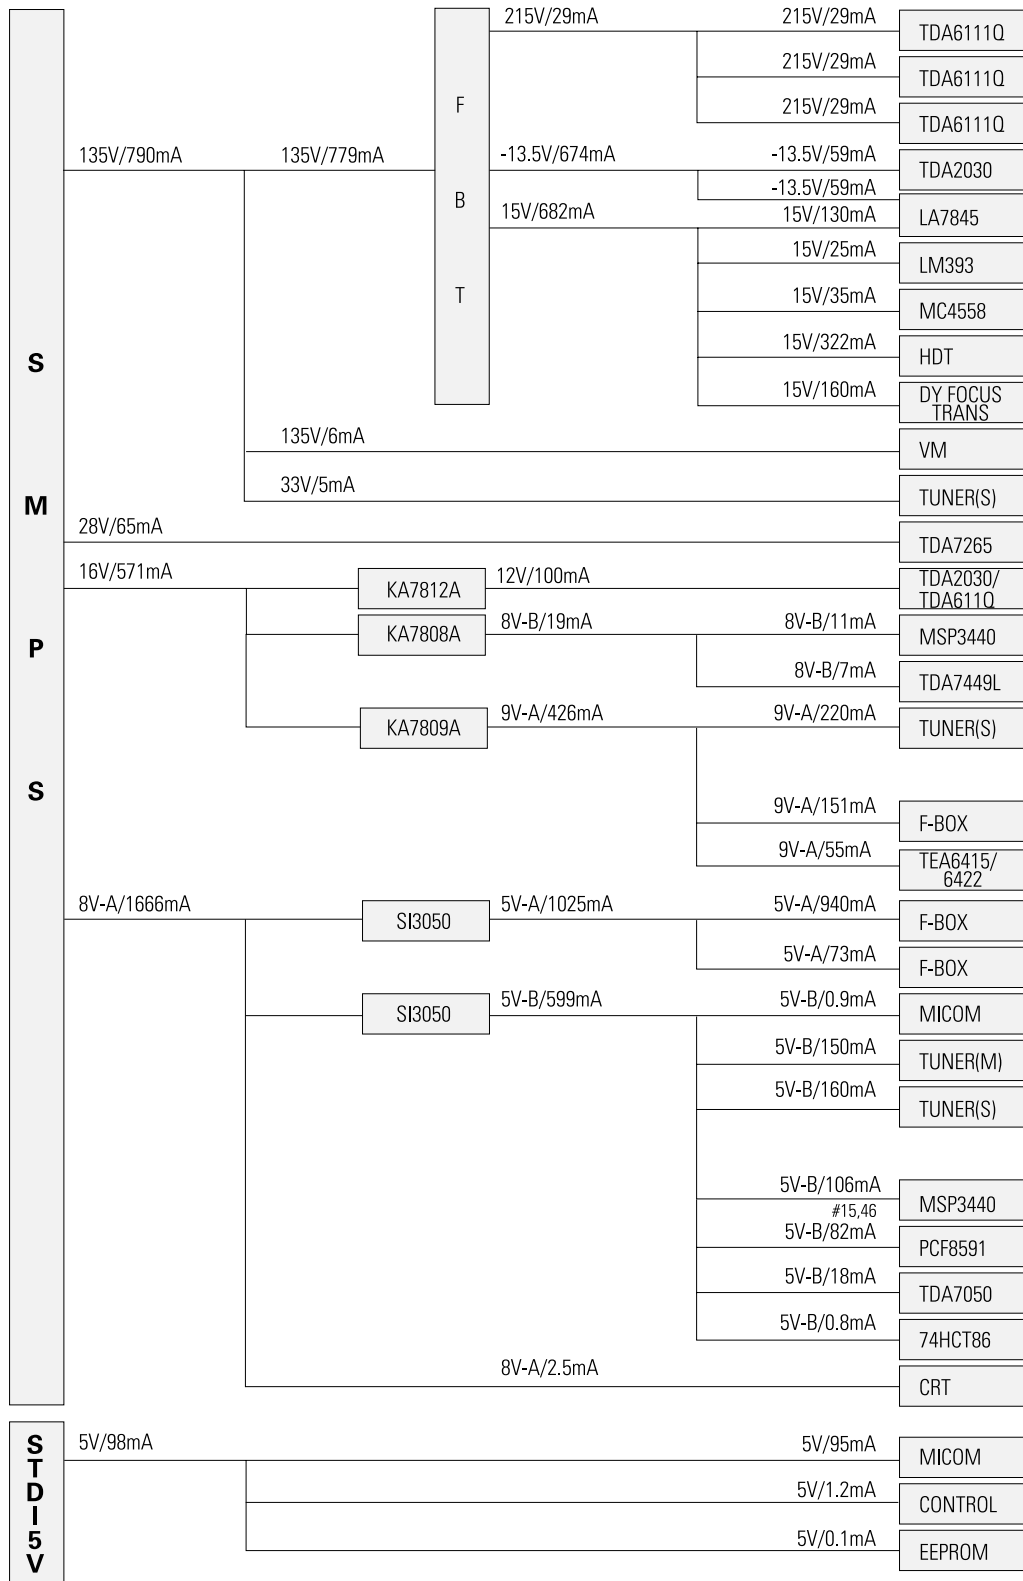 215V/29mA 215V/29mA TDA6111Q
215V/29mA TDA6111Q
215V/29mA TDA6111Q
F
B
T
135V/790mA 135V/779mA -13.5V/674mA -13.5V/59mA TDA2030
-13.5V/59mA
15V/682mA 15V/130mA LA7845
15V/25mA LM393
15V/35mA MC4558
15V/322mA HDT
15V/160mA DY FOCUS
TRANS
S
M
P
S
135V/6mA VM
33V/5mA TUNER(S)
28V/65mA TDA7265
16V/571mA KA7812A 12V/100mA TDA2030/
TDA611Q
KA7808A 8V-B/19mA 8V-B/11mA MSP3440
8V-B/7mA TDA7449L
KA7809A 9V-A/426mA 9V-A/220mA TUNER(S)
9V-A/151mA F-BOX
9V-A/55mA TEA6415/
6422
8V-A/1666mA SI3050 5V-A/1025mA 5V-A/940mA F-BOX
5V-A/73mA F-BOX
SI3050 5V-B/599mA 5V-B/0.9mA MICOM
5V-B/150mA TUNER(M)
5V-B/160mA TUNER(S)
5V-B/106mA MSP3440
#15,46
5V-B/82mA PCF8591
5V-B/18mA TDA7050
5V-B/0.8mA 74HCT86
8V-A/2.5mA CRT
S
T
D
I
5
V
5V/98mA 5V/95mA MICOM
5V/1.2mA CONTROL
5V/0.1mA EEPROM